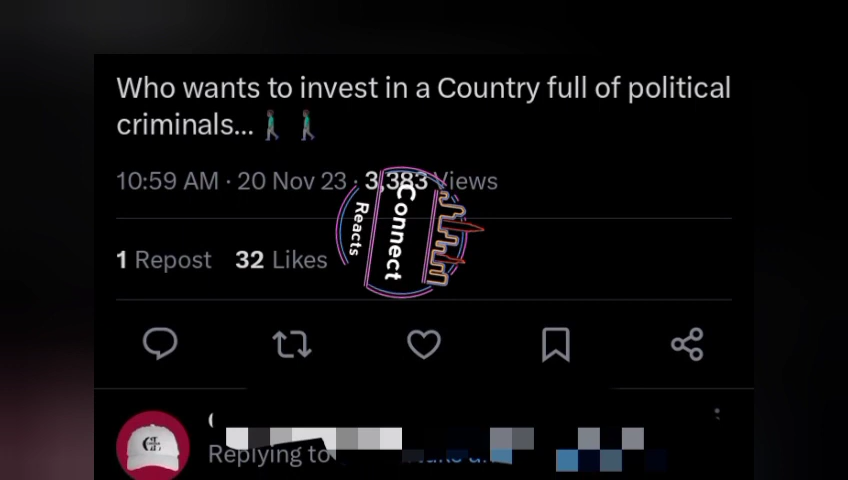 Who wants to invest in a Country full of political
criminals...
10:59 AM · 20 Nov 23 · 3,383 Views
Connect
Reacts
1 Repost 32 Likes
Replying to